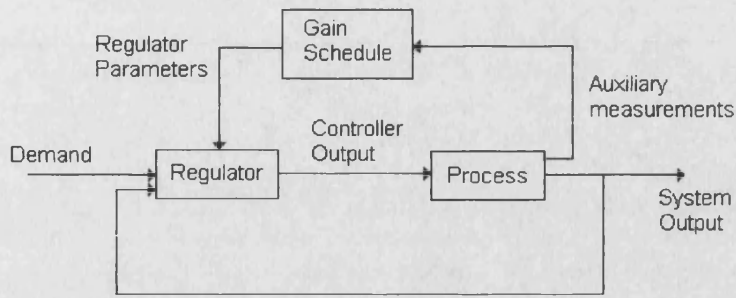 Regulator
Parameters
Gain
Schedule
Auxiliary
measurements
Demand
Regulator
Controller
Output
Process
System
Output